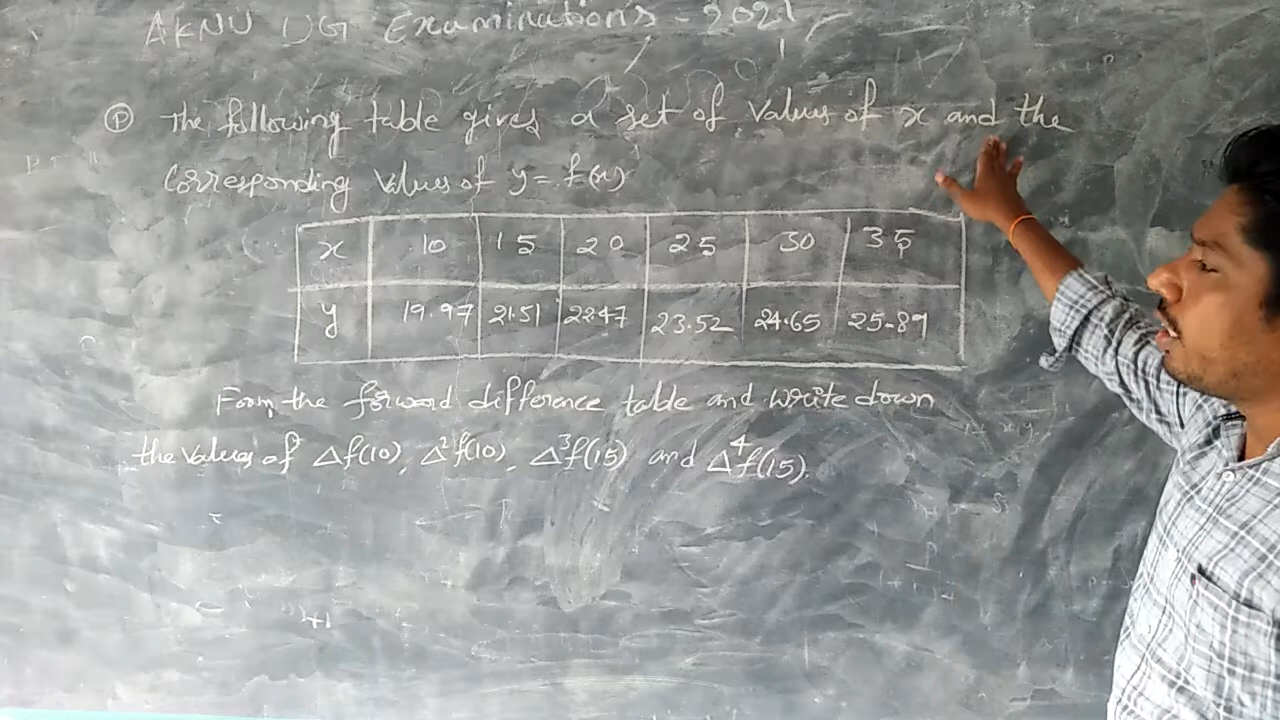 AKNU UG Examinations - 2021
P The following table gives a set of values of x and the
Corresponding Values of y = f(x)
x 10 15 20 25 30 35
y 19.97 21.51 22.47 23.52 24.65 25.89
Form the forward difference table and write down
the values of Δf(10), Δ²f(10), Δ³f(15) and Δ⁴f(15).